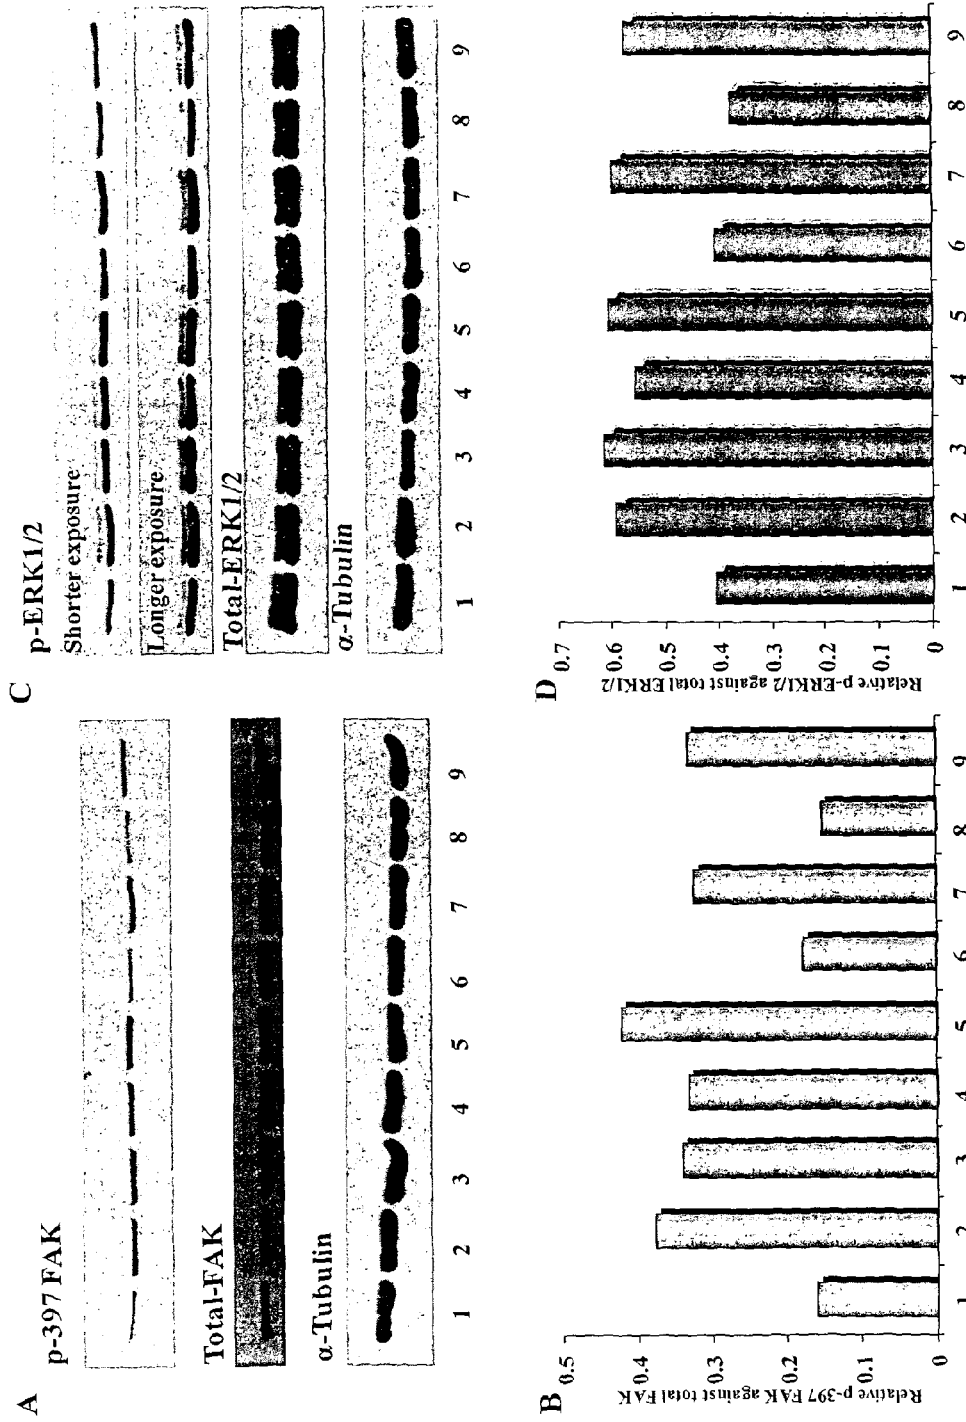 A
p-397 FAK
Total-FAK
α-Tubulin
1 2 3 4 5 6 7 8 9
B
Relative p-397 FAK against total FAK
0.5
0.4
0.3
0.2
0.1
0
1 2 3 4 5 6 7 8 9
C
p-ERK1/2
Shorter exposure
Longer exposure
Total-ERK1/2
α-Tubulin
1 2 3 4 5 6 7 8 9
D
Relative p-ERK1/2 against total ERK1/2
0.7
0.6
0.5
0.4
0.3
0.2
0.1
0
1 2 3 4 5 6 7 8 9